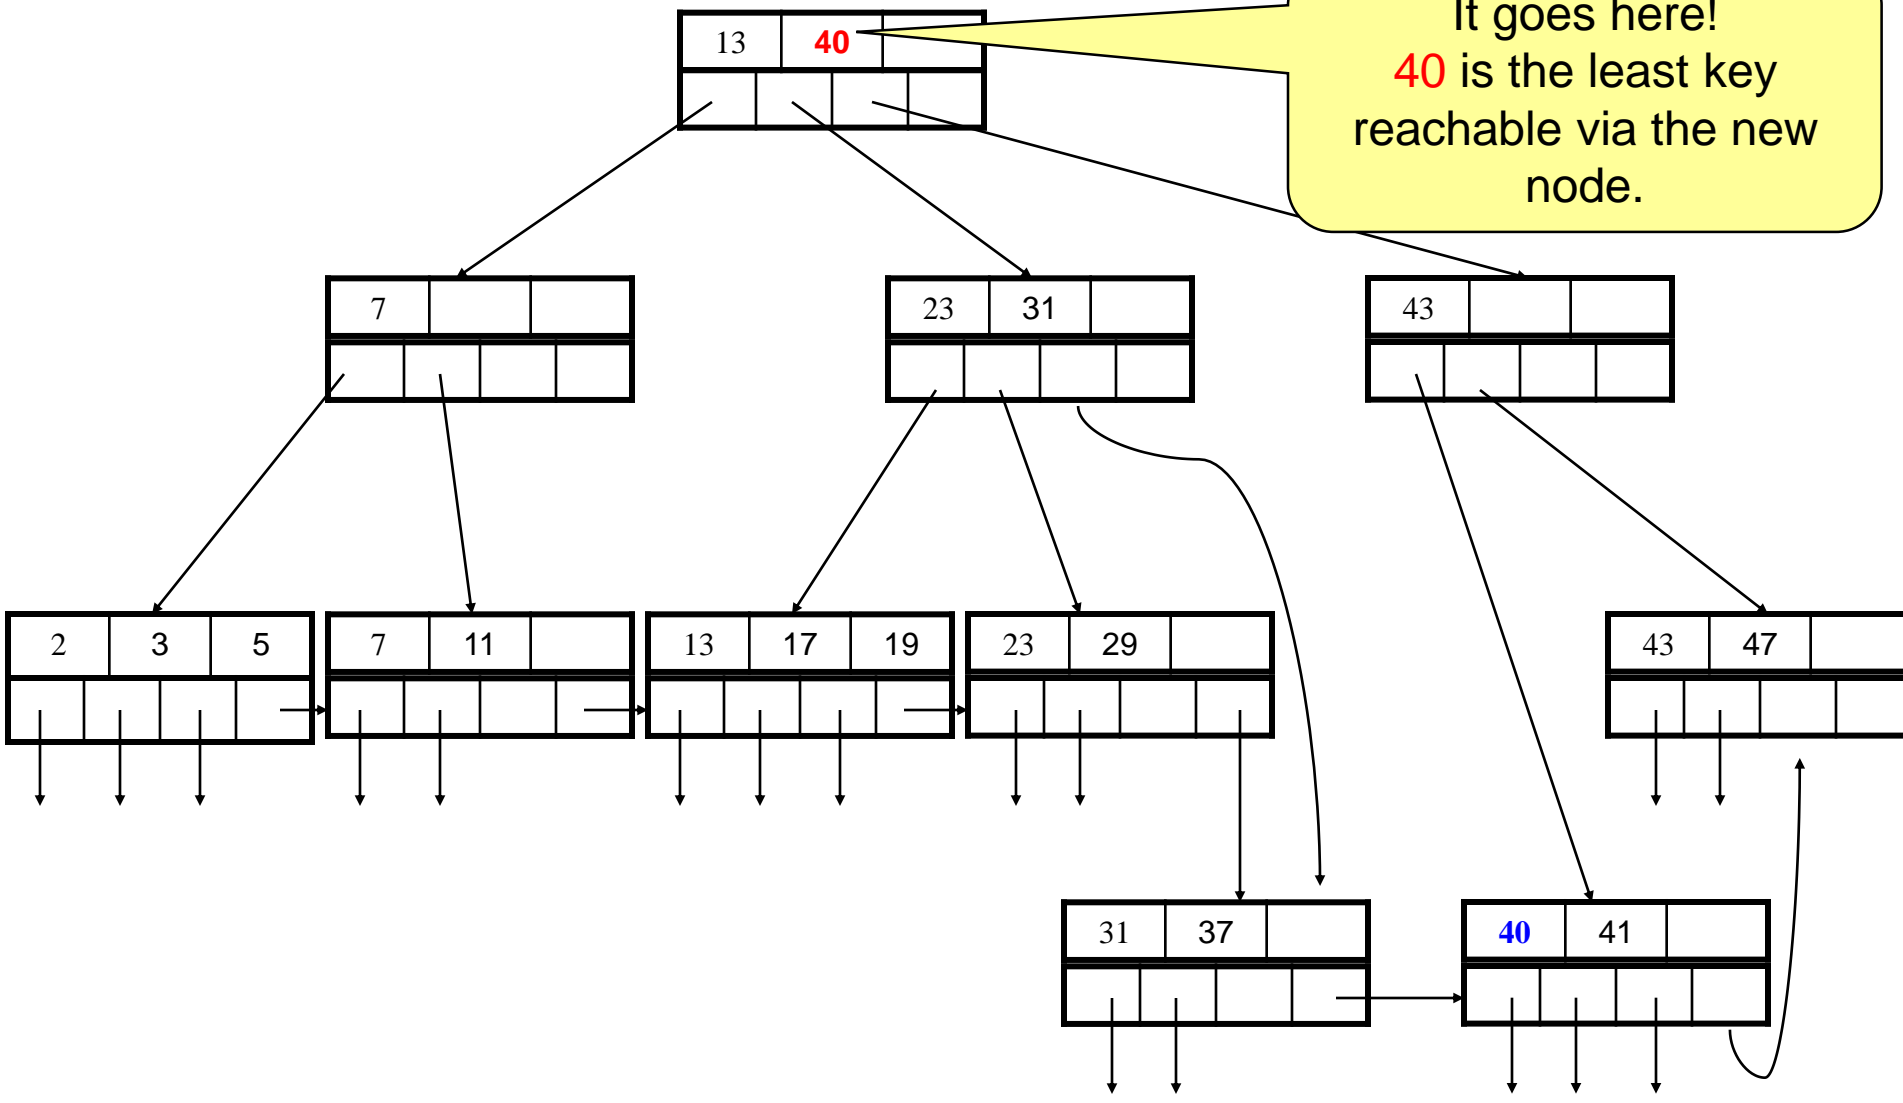 It goes here!
40 is the least key
reachable via the new
node.
13 40
7
23 31
43
2 3 5
7 11
13 17 19
23 29
43 47
31 37
40 41